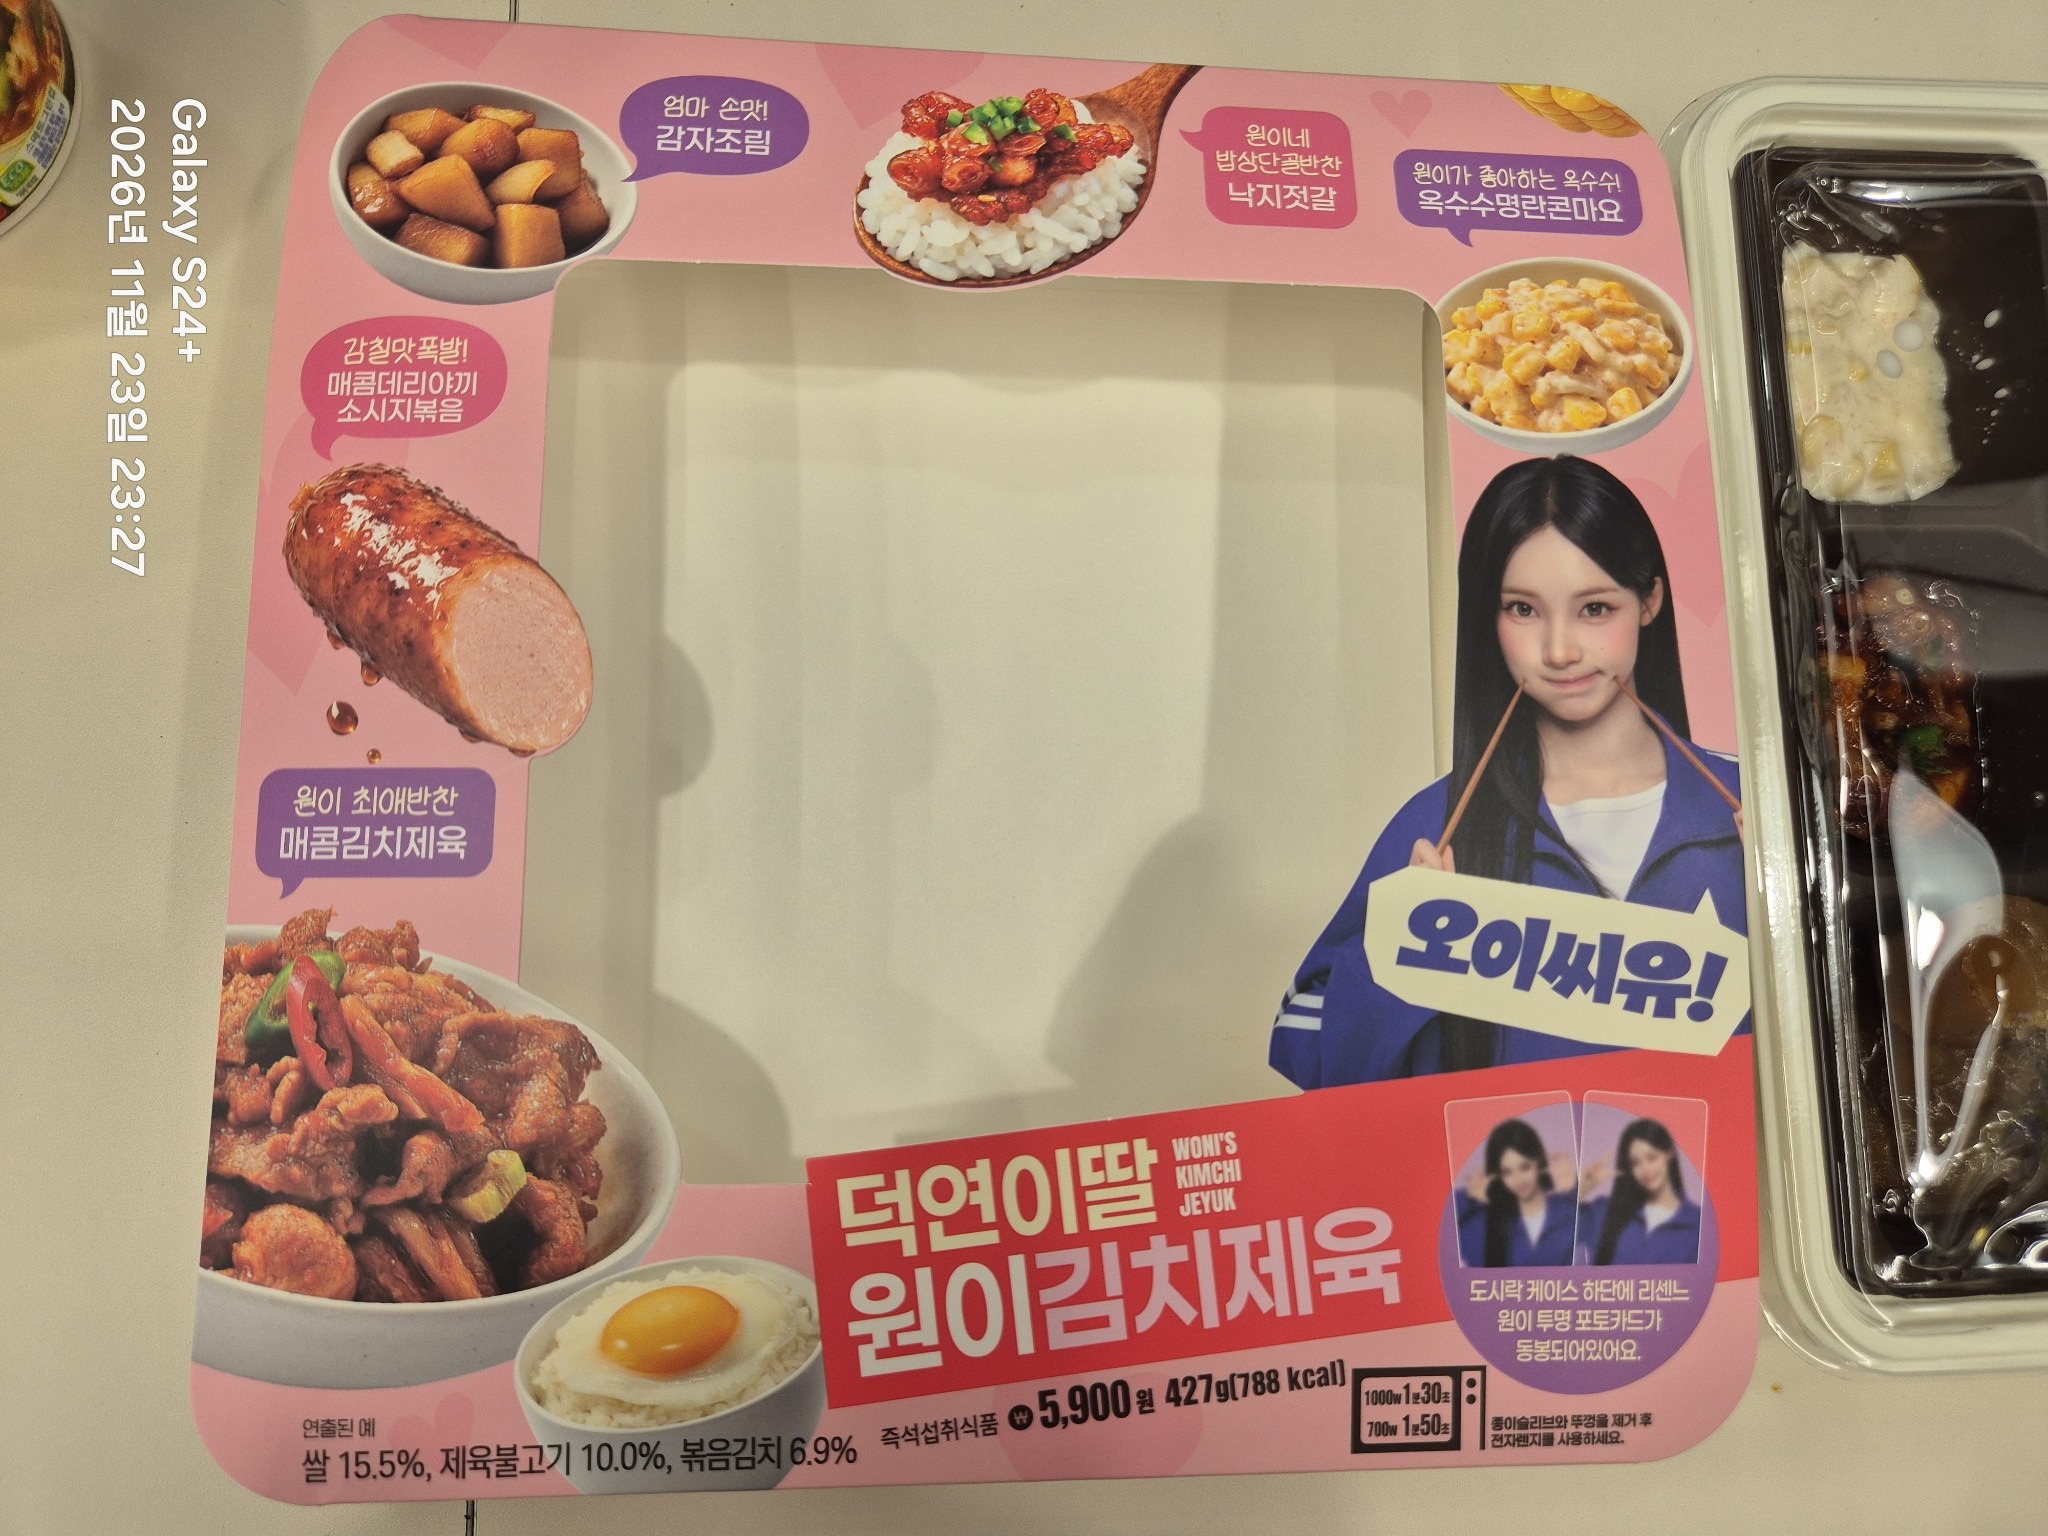 Galaxy S24+
2026년 11월 23일 23:27
엄마 손맛!
감자조림
원이네
밥상단골반찬
낙지젓갈
원이가 좋아하는 옥수수!
옥수수명란콘마요
감칠맛폭발!
매콤데리야끼
소시지볶음
원이 최애반찬
매콤김치제육
오이씨유!
덕연이딸
WONI'S
KIMCHI
JEYUK
원이김치제육
도시락 케이스 하단에 리센느
원이 투명 포토카드가
동봉되어있어요.
즉석섭취식품 ₩5,900원 427g(788 kcal)
1000w1분30초
700w 1분50초
종이슬리브와 뚜껑을 제거 후
전자렌지를 사용하세요.
연출된 예
쌀 15.5%, 제육불고기 10.0%, 볶음김치 6.9%